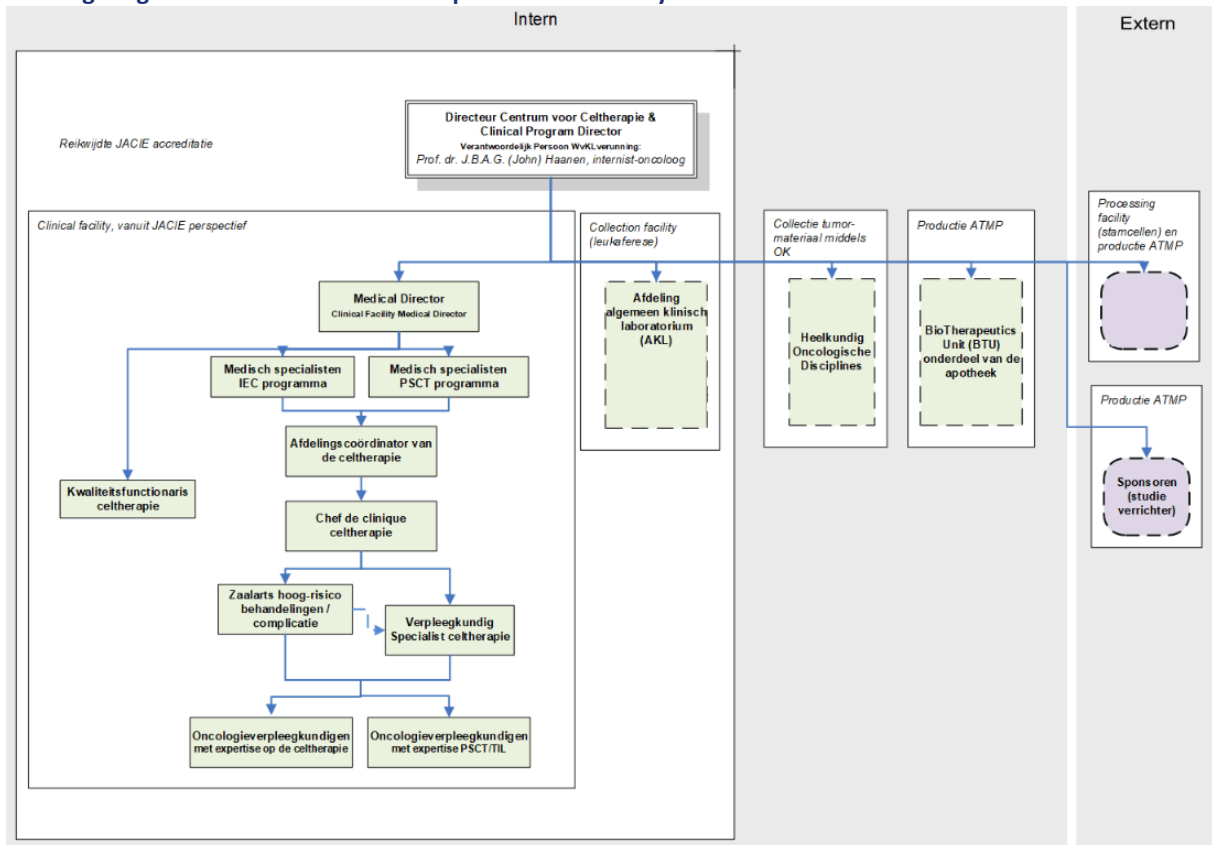 Intern
Extern
Directeur Centrum voor Celtherapie &
Clinical Program Director
Verantwoordelijk Persoon WvKLverunning:
Prof. dr. J.B.A.G. (John) Haanen, internist-oncoloog
Reikwijdte JACIE accreditatie
Clinical facility, vanuit JACIE perspectief
Collection facility
(leukaferese)
Collectie tumor-
materiaal middels
OK
Productie ATMP
Processing
facility
(stamcellen) en
productie ATMP
Medical Director
Clinical Facility Medical Director
Afdeling
algemeen klinisch
laboratorium
(AKL)
Heelkundig
Oncologische
Disciplines
BioTherapeutics
Unit (BTU)
onderdeel van de
apotheek
Medisch specialisten
IEC programma
Medisch specialisten
PSCT programma
Productie ATMP
Afdelingscoördinator van
de celtherapie
Kwaliteitsfunctionaris
celtherapie
Sponsoren
(studie
verrichter)
Chef de clinique
celtherapie
Zaalarts hoog-risico
behandelingen /
complicatie
Verpleegkundig
Specialist celtherapie
Oncologieverpleegkundigen
met expertise op de celtherapie
Oncologieverpleegkundigen
met expertise PSCT/TIL